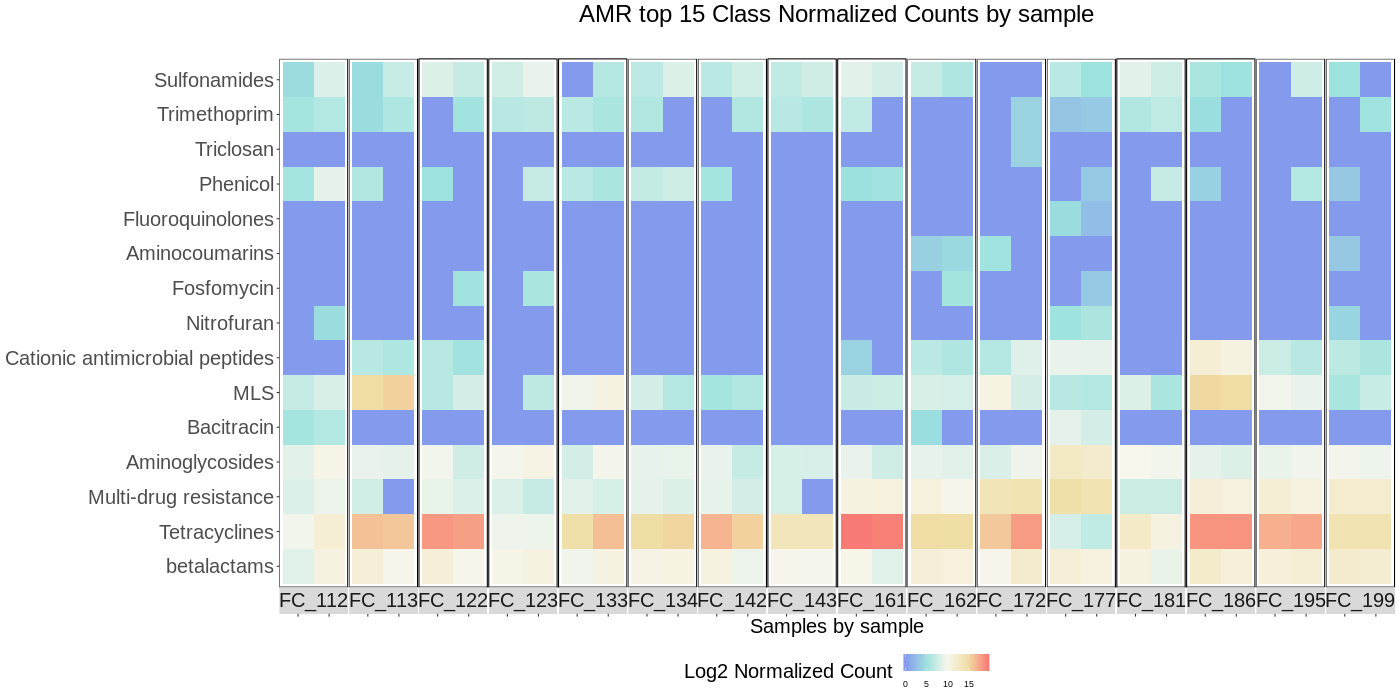 AMR top 15 Class Normalized Counts by sample
Sulfonamides
Trimethoprim
Triclosan
Phenicol
Fluoroquinolones
Aminocoumarins
Fosfomycin
Nitrofuran
Cationic antimicrobial peptides
MLS
Bacitracin
Aminoglycosides
Multi-drug resistance
Tetracyclines
betalactams
FC_112 FC_113 FC_122 FC_123 FC_133 FC_134 FC_142 FC_143 FC_161 FC_162 FC_172 FC_177 FC_181 FC_186 FC_195 FC_199
Samples by sample
Log2 Normalized Count
0 5 10 15